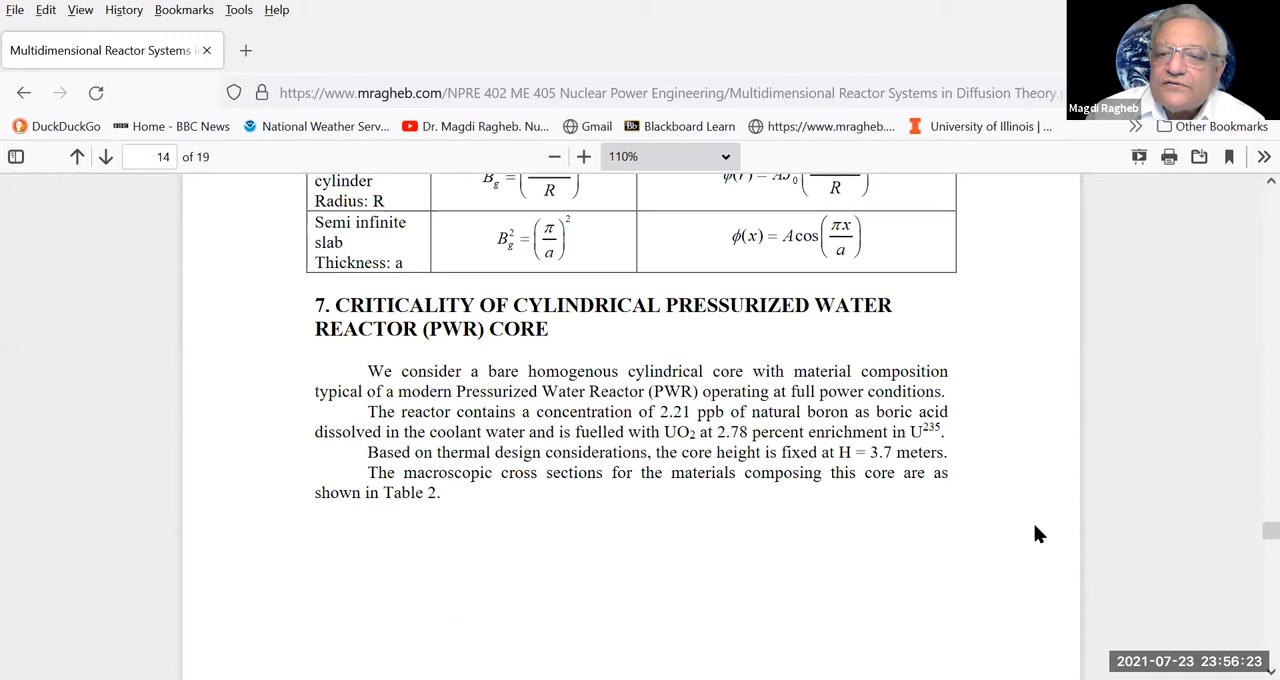 File Edit View History Bookmarks Tools Help
Multidimensional Reactor Systems i
https://www.mragheb.com/NPRE 402 ME 405 Nuclear Power Engineering/Multidimensional Reactor Systems in Diffusion Theory.p
Magdi Ragheb
DuckDuckGo BBC Home - BBC News National Weather Serv... Dr. Magdi Ragheb. Nu... Gmail Bb Blackboard Learn https://www.mragheb.... I University of Illinois |... Other Bookmarks
14 of 19 110%
cylinder
Radius: R
R
R
Semi infinite
slab
Thickness: a
B_g^2 = (π/a)^2
ϕ(x) = A cos(πx/a)
7. CRITICALITY OF CYLINDRICAL PRESSURIZED WATER
REACTOR (PWR) CORE
We consider a bare homogenous cylindrical core with material composition
typical of a modern Pressurized Water Reactor (PWR) operating at full power conditions.
The reactor contains a concentration of 2.21 ppb of natural boron as boric acid
dissolved in the coolant water and is fuelled with UO₂ at 2.78 percent enrichment in U²³⁵.
Based on thermal design considerations, the core height is fixed at H = 3.7 meters.
The macroscopic cross sections for the materials composing this core are as
shown in Table 2.
2021-07-23 23:56:23